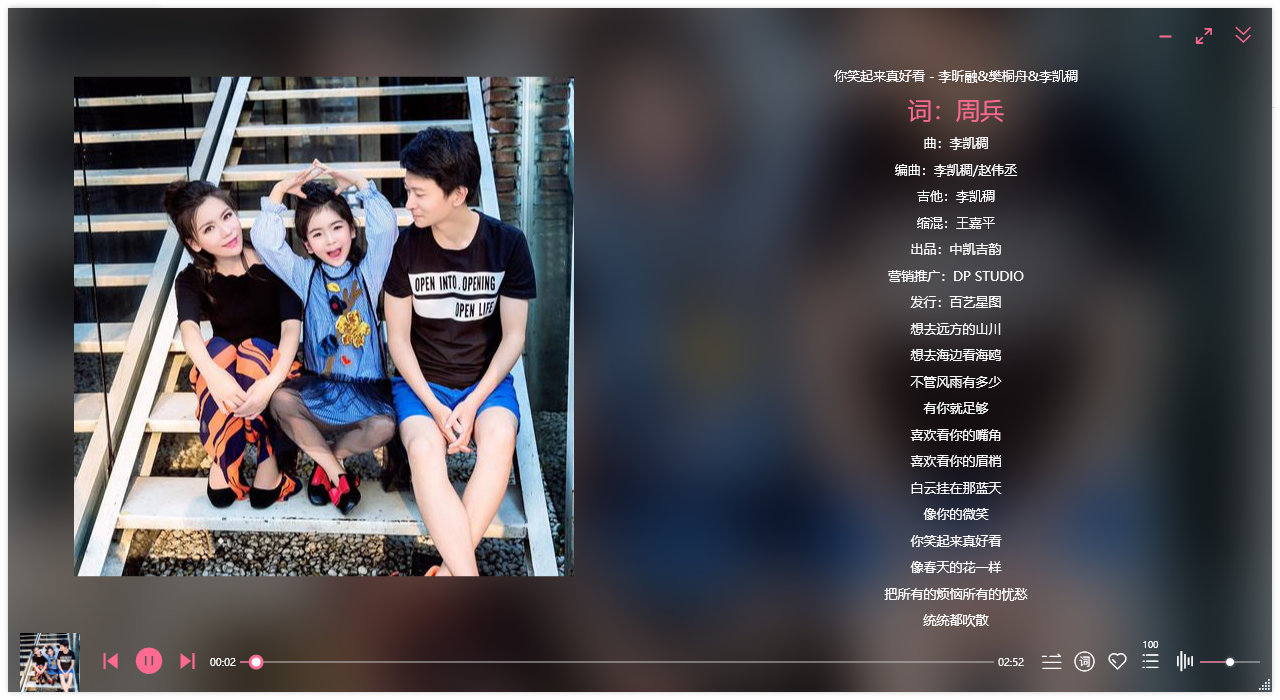 你笑起来真好看 - 李昕融&樊桐舟&李凯稠
词：周兵
曲：李凯稠
编曲：李凯稠/赵伟丞
吉他：李凯稠
缩混：王嘉平
出品：中凯吉韵
营销推广：DP STUDIO
发行：百艺星图
想去远方的山川
想去海边看海鸥
不管风雨有多少
有你就足够
喜欢看你的嘴角
喜欢看你的眉梢
白云挂在那蓝天
像你的微笑
你笑起来真好看
像春天的花一样
把所有的烦恼所有的忧愁
统统都吹散
OPEN INTO.OPENING
OPEN LIFE
00:02
02:52
词
100